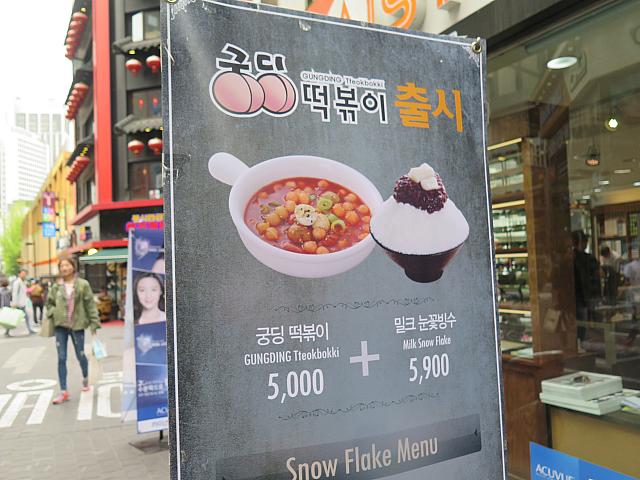 궁딩
GUNGDING Tteokbokki
떡볶이 출시
궁딩 떡볶이
GUNGDING Tteokbokki
5,000
+
밀크 눈꽃빙수
Milk Snow Flake
5,900
Snow Flake Menu
ACUVUE